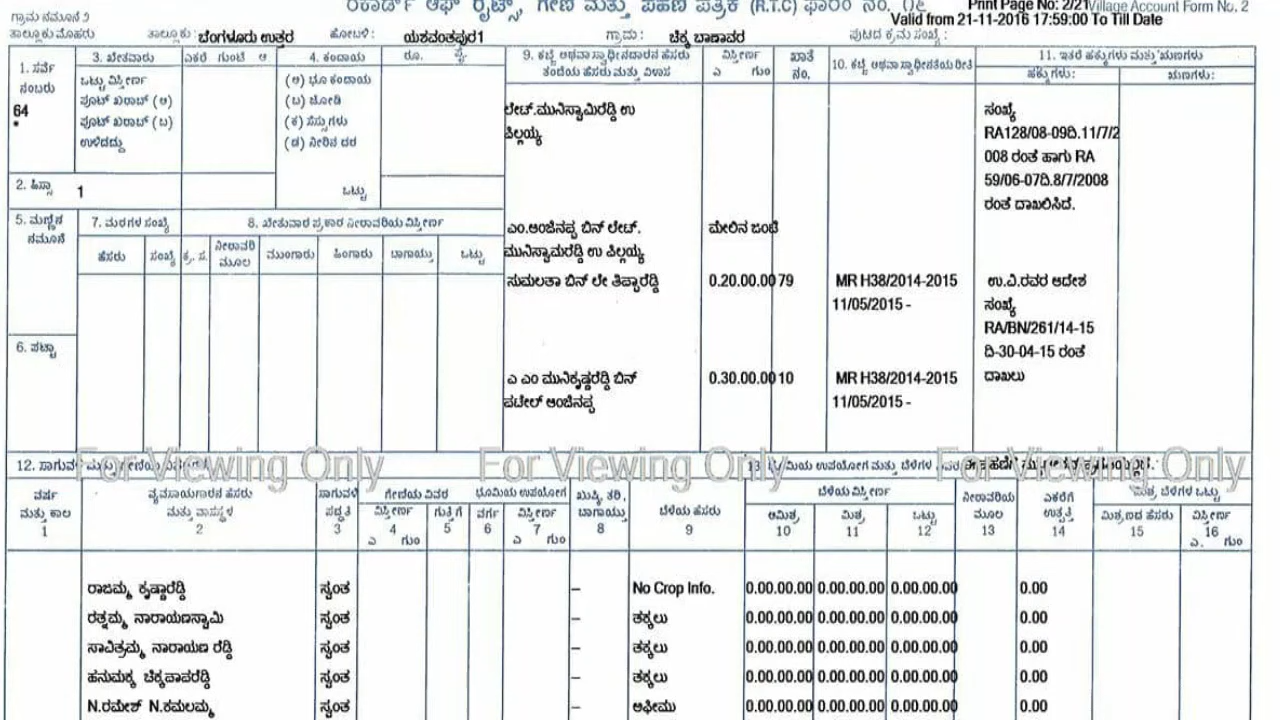 ರೆಕಾರ್ಡ್ ಆಫ್ ರೈಟ್ಸ್, ಗೇಣಿ ಮತ್ತು ಪಹಣಿ ಪತ್ರಿಕೆ (R.T.C) ಫಾರಂ ನಂ. ೧೬
Print Page No: 2/21 Village Account Form No. 2
ಗ್ರಾಮ ನಮೂನೆ 2
Valid from 21-11-2016 17:59:00 To Till Date
ತಾಲ್ಲೂಕು ಮೊಹರು ತಾಲ್ಲೂಕು : ಬೆಂಗಳೂರು ಉತ್ತರ ಹೋಬಳಿ : ಯಶವಂತಪುರ1 ಗ್ರಾಮ : ಚಿಕ್ಕ ಬಾಣಾವರ ಪುಟದ ಕ್ರಮ ಸಂಖ್ಯೆ :
1. ಸರ್ವೆ ನಂಬರು
64
*
2. ಹಿಸ್ಸಾ 1
3. ಖೇತವಾರು ಎಕರೆ ಗುಂಟೆ ಆ
ಒಟ್ಟು ವಿಸ್ತೀರ್ಣ
ಪೂಟ್ ಖರಾಬ್ (ಅ)
ಪೂಟ್ ಖರಾಬ್ (ಬ)
ಉಳಿದದ್ದು
4. ಕಂದಾಯ ರೂ. ಪೈ.
(ಅ) ಭೂ ಕಂದಾಯ
(ಬ) ಜೋಡಿ
(ಕ) ಸೆಸ್ಸುಗಳು
(ಡ) ನೀರಿನ ದರ
ಒಟ್ಟು
5. ಮಣ್ಣಿನ ನಮೂನೆ
6. ಪಟ್ಟಾ
7. ಮರಗಳ ಸಂಖ್ಯೆ
ಹೆಸರು ಸಂಖ್ಯೆ
8. ಖೇತುವಾರ ಪ್ರಕಾರ ನೀರಾವರಿಯ ವಿಸ್ತೀರ್ಣ
ಕ್ರ. ಸ. ನೀರಾವರಿ ಮೂಲ ಮುಂಗಾರು ಹಿಂಗಾರು ಬಾಗಾಯ್ತು ಒಟ್ಟು
9. ಕಬ್ಜೆ ಅಥವಾ ಸ್ವಾಧೀನದಾರನ ಹೆಸರು
ತಂದೆಯ ಹೆಸರು ಮತ್ತು ವಿಳಾಸ
ವಿಸ್ತೀರ್ಣ
ಎ ಗುಂ
ಖಾತೆ ನಂ.
10. ಕಬ್ಜೆ ಅಥವಾ ಸ್ವಾಧೀನತೆಯ ರೀತಿ
11. ಇತರೆ ಹಕ್ಕುಗಳು ಮತ್ತು ಋಣಗಳು
ಹಕ್ಕುಗಳು: ಋಣಗಳು:
ಲೇಟ್.ಮುನಿಸ್ವಾಮಿರೆಡ್ಡಿ ಉ
ಪಿಳ್ಳಯ್ಯ
ಎಂ.ಅಂಜಿನಪ್ಪ ಬಿನ್ ಲೇಟ್. ಮೇಲಿನ ಜಂಟಿ
ಮುನಿಸ್ವಾಮರೆಡ್ಡಿ ಉ ಪಿಳ್ಳಯ್ಯ
ಸುಮಲತಾ ಬಿನ್ ಲೇ ತಿಪ್ಪಾರೆಡ್ಡಿ 0.20.00.00 79 MR H38/2014-2015
11/05/2015 -
ಎ ಎಂ ಮುನಿಕೃಷ್ಣರೆಡ್ಡಿ ಬಿನ್ 0.30.00.00 10 MR H38/2014-2015
ಪಟೇಲ್ ಅಂಜಿನಪ್ಪ 11/05/2015 -
ಸಂಖ್ಯೆ
RA128/08-09ದಿ.11/7/2
008 ರಂತೆ ಹಾಗು RA
59/06-07ದಿ.8/7/2008
ರಂತೆ ದಾಖಲಿಸಿದೆ.
ಉ.ವಿ.ರವರ ಆದೇಶ
ಸಂಖ್ಯೆ
RA/BN/261/14-15
ದಿ-30-04-15 ರಂತೆ
ದಾಖಲು
For Viewing Only For Viewing Only For Viewing Only
12. ಸಾಗುವಳಿ
ವರ್ಷ ಮತ್ತು ಕಾಲ 1
ವ್ಯವಸಾಯಗಾರನ ಹೆಸರು ಮತ್ತು ವಾಸಸ್ಥಳ 2
ಸಾಗುವಳಿ ಪದ್ಧತಿ 3
ಗೇಣಿಯ ವಿವರ
ವಿಸ್ತೀರ್ಣ 4 ಎ ಗುಂ
ಗುತ್ತಿಗೆ 5
ಭೂಮಿಯ ಉಪಯೋಗ
ವರ್ಗ 6
ವಿಸ್ತೀರ್ಣ 7 ಎ ಗುಂ
ಖುಷ್ಕಿ, ತರಿ, ಬಾಗಾಯ್ತು 8
ಬೆಳೆಯ ಹೆಸರು 9
ಬೆಳೆಯ ವಿಸ್ತೀರ್ಣ
ಅಮಿಶ್ರ 10
ಮಿಶ್ರ 11
ಒಟ್ಟು 12
ನೀರಾವರಿಯ ಮೂಲ 13
ಎಕರೆಗೆ ಉತ್ಪತ್ತಿ 14
ಮಿಶ್ರ ಬೆಳೆಗಳ ಒಟ್ಟು
ಮಿಶ್ರಣದ ಹೆಸರು 15
ವಿಸ್ತೀರ್ಣ 16 ಎ. ಗುಂ
ರಾಜಮ್ಮ ಕೃಷ್ಣಾರೆಡ್ಡಿ ಸ್ವಂತ – No Crop Info. 0.00.00.00 0.00.00.00 0.00.00.00 0.00
ರತ್ನಮ್ಮ ನಾರಾಯಣಸ್ವಾಮಿ ಸ್ವಂತ – ತಕ್ಕಲು 0.00.00.00 0.00.00.00 0.00.00.00 0.00
ಸಾವಿತ್ರಮ್ಮ ನಾರಾಯಣ ರೆಡ್ಡಿ ಸ್ವಂತ – ತಕ್ಕಲು 0.00.00.00 0.00.00.00 0.00.00.00 0.00
ಹನುಮಕ್ಕ ಚಿಕ್ಕಪಾಪರೆಡ್ಡಿ ಸ್ವಂತ – ತಕ್ಕಲು 0.00.00.00 0.00.00.00 0.00.00.00 0.00
N.ರಮೇಶ್ N.ಕಮಲಮ್ಮ ಸ್ವಂತ – ಅಫೀಮು 0.00.00.00 0.00.00.00 0.00.00.00 0.00